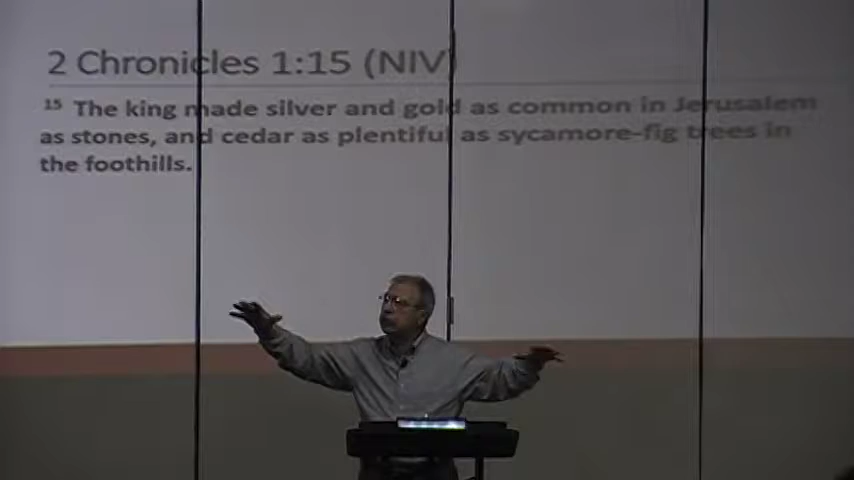 2 Chronicles 1:15 (NIV)
15 The king made silver and gold as common in Jerusalem
as stones, and cedar as plentiful as sycamore-fig trees in
the foothills.